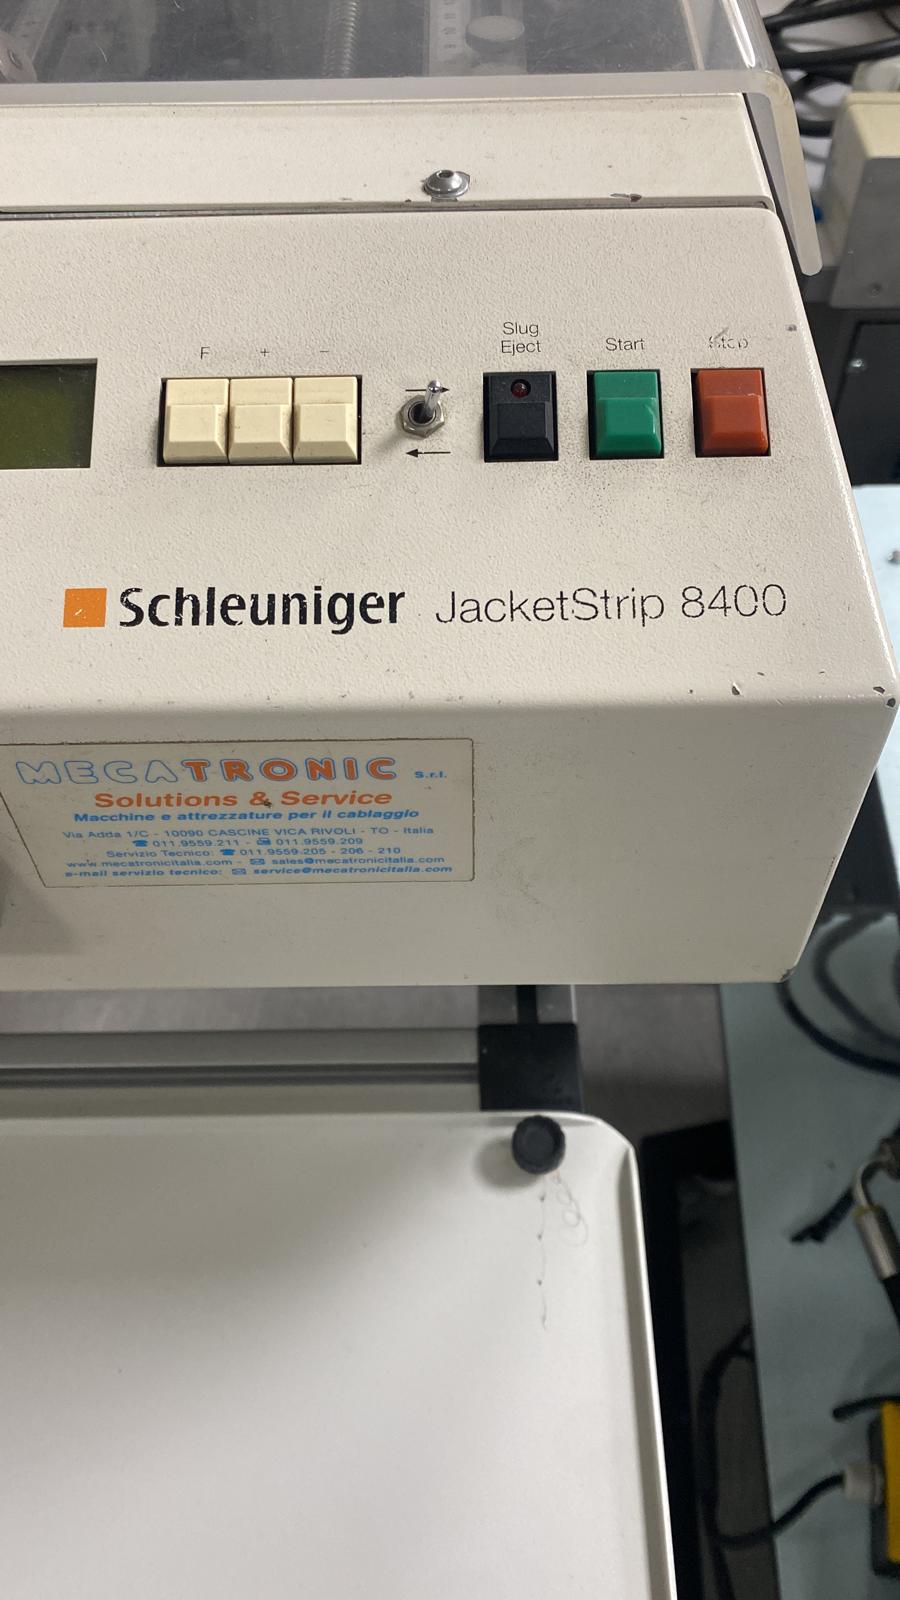 Slug
Eject
F + − Start Stop
Schleuniger JacketStrip 8400
MECATRONIC S.r.l.
Solutions & Service
Macchine e attrezzature per il cablaggio
Via Adda 1/C - 10090 CASCINE VICA RIVOLI - TO - Italia
☎ 011.9559.211 - 📠 011.9559.209
Servizio Tecnico: ☎ 011.9559.205 - 206 - 210
www.mecatronicitalia.com - ✉ sales@mecatronicitalia.com
e-mail servizio tecnico: ✉ service@mecatronicitalia.com